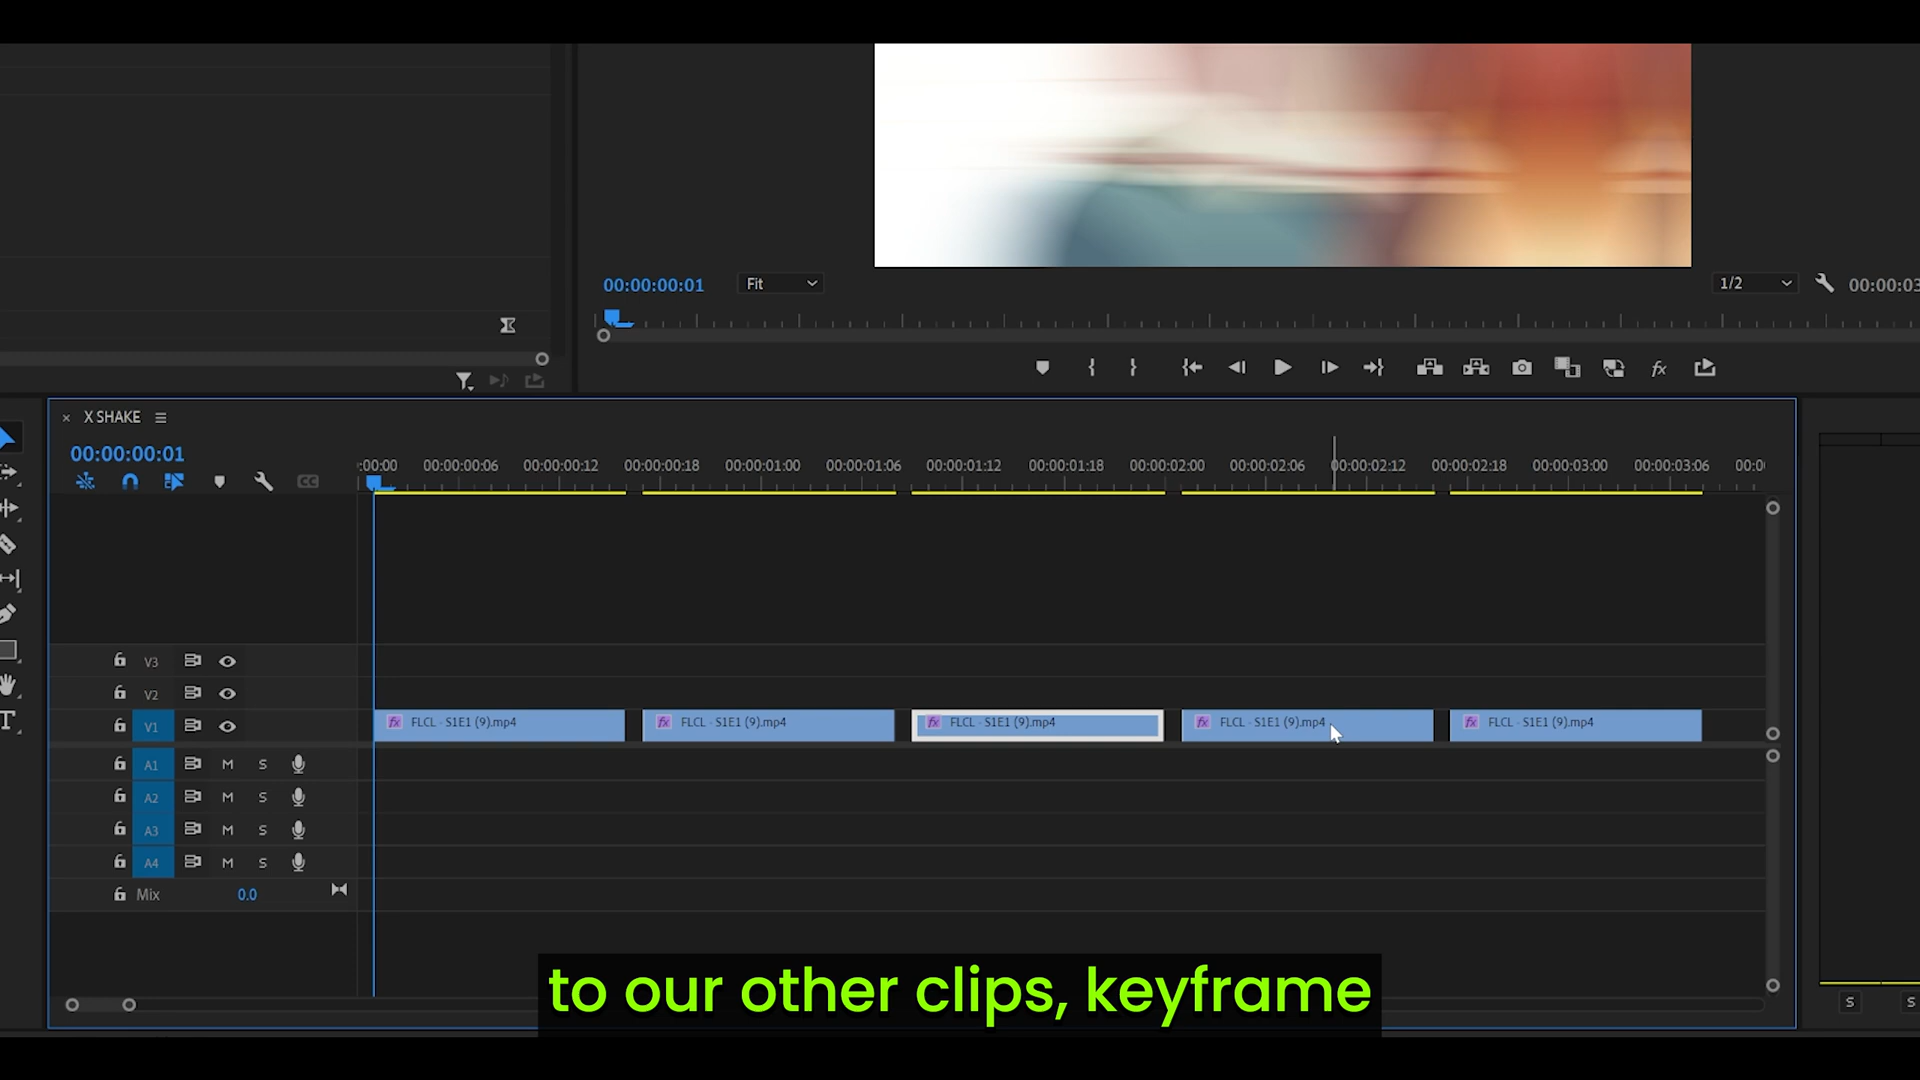 00:00:00:01
Fit
1/2
00:00:03
fx
× X SHAKE
00:00:00:01
:00:00 00:00:00:06 00:00:00:12 00:00:00:18 00:00:01:00 00:00:01:06 00:00:01:12 00:00:01:18 00:00:02:00 00:00:02:06 00:00:02:12 00:00:02:18 00:00:03:00 00:00:03:06 00:0
CC
V3
V2
V1
fx FLCL - S1E1 (9).mp4
fx FLCL - S1E1 (9).mp4
fx FLCL - S1E1 (9).mp4
fx FLCL - S1E1 (9).mp4
fx FLCL - S1E1 (9).mp4
A1 M S
A2 M S
A3 M S
A4 M S
Mix 0.0
T
S S
to our other clips, keyframe